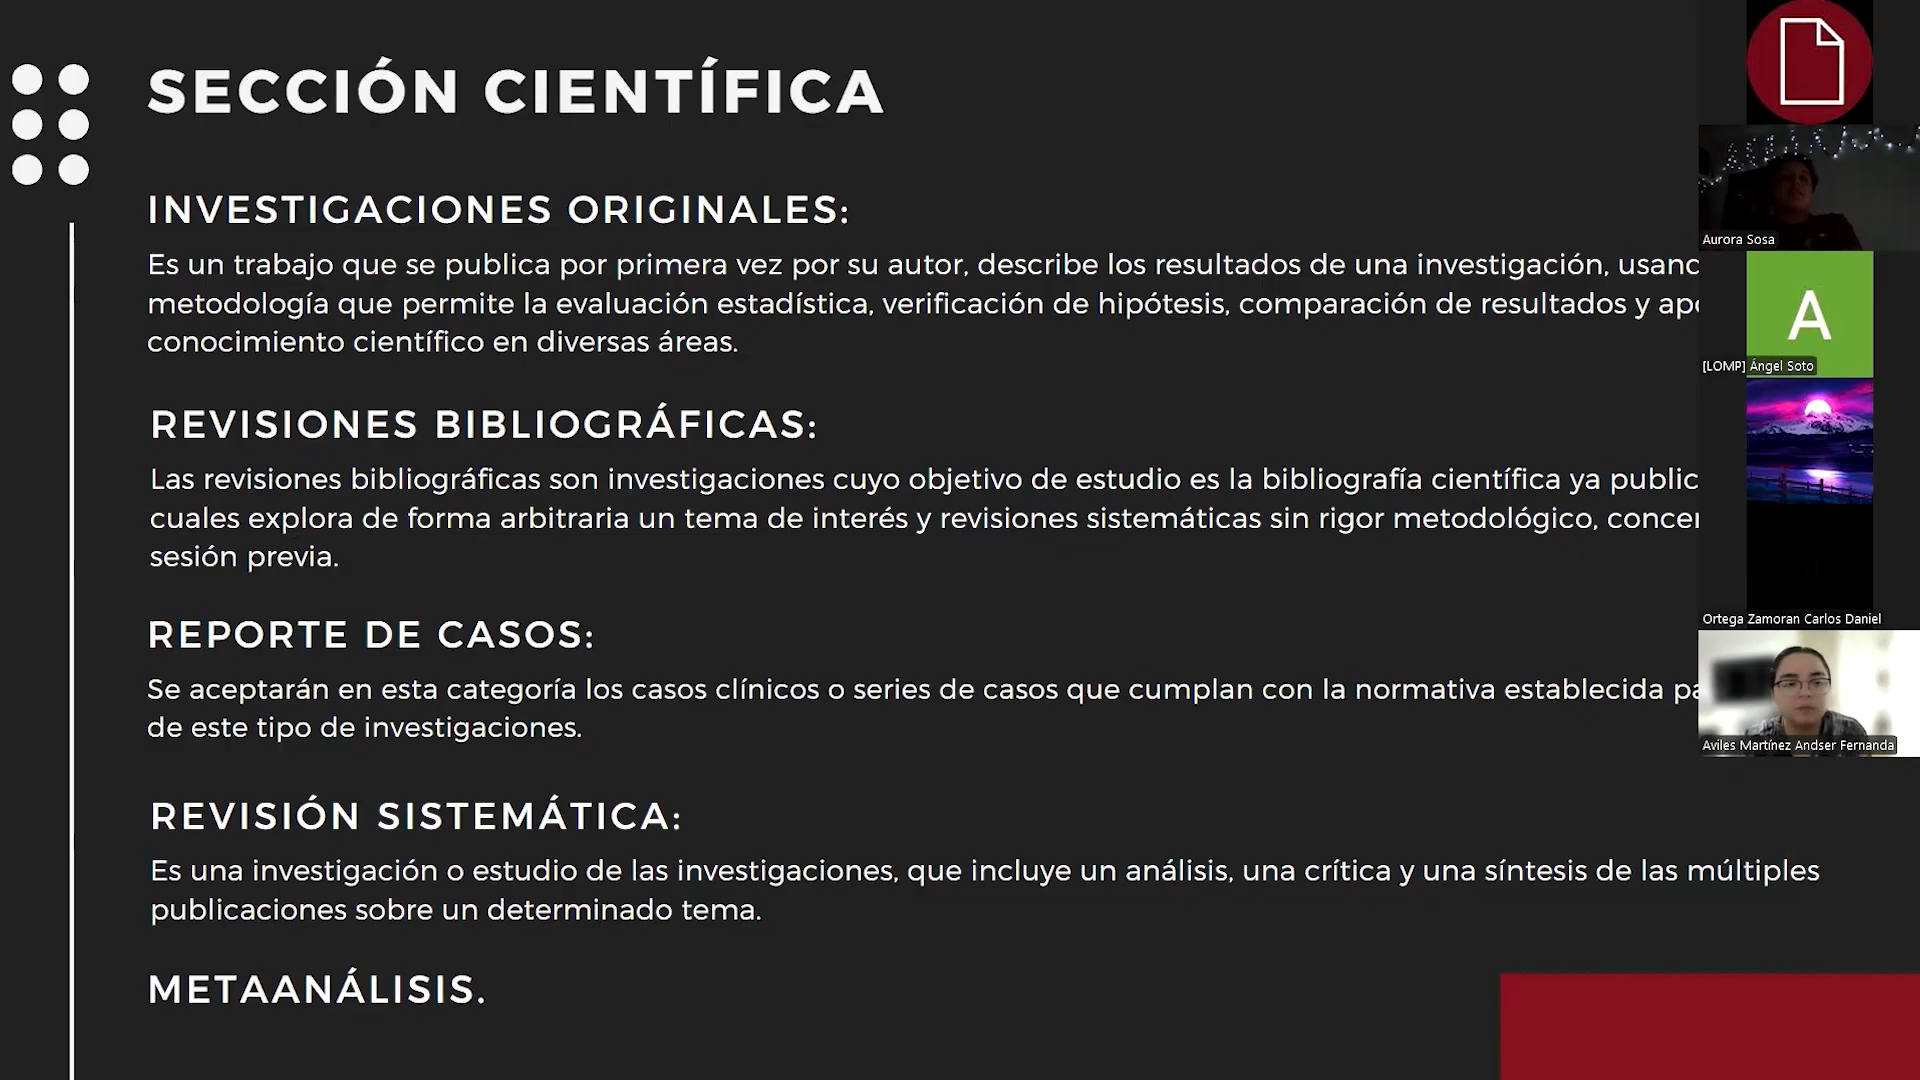 SECCIÓN CIENTÍFICA
INVESTIGACIONES ORIGINALES:
Es un trabajo que se publica por primera vez por su autor, describe los resultados de una investigación,
metodología que permite la evaluación estadística, verificación de hipótesis, comparación de resultados y
conocimiento científico en diversas áreas.
REVISIONES BIBLIOGRÁFICAS:
Las revisiones bibliográficas son investigaciones cuyo objetivo de estudio es la bibliografía científica ya
cuales explora de forma arbitraria un tema de interés y revisiones sistemáticas sin rigor metodológico,
sesión previa.
REPORTE DE CASOS:
Se aceptarán en esta categoría los casos clínicos o series de casos que cumplan con la normativa establecida
de este tipo de investigaciones.
REVISIÓN SISTEMÁTICA:
Es una investigación o estudio de las investigaciones, que incluye un análisis, una crítica y una síntesis de las múltiples
publicaciones sobre un determinado tema.
METAANÁLISIS.
Aurora Sosa
A
[LOMP] Ángel Soto
Ortega Zamoran Carlos Daniel
Aviles Martínez Andser Fernanda